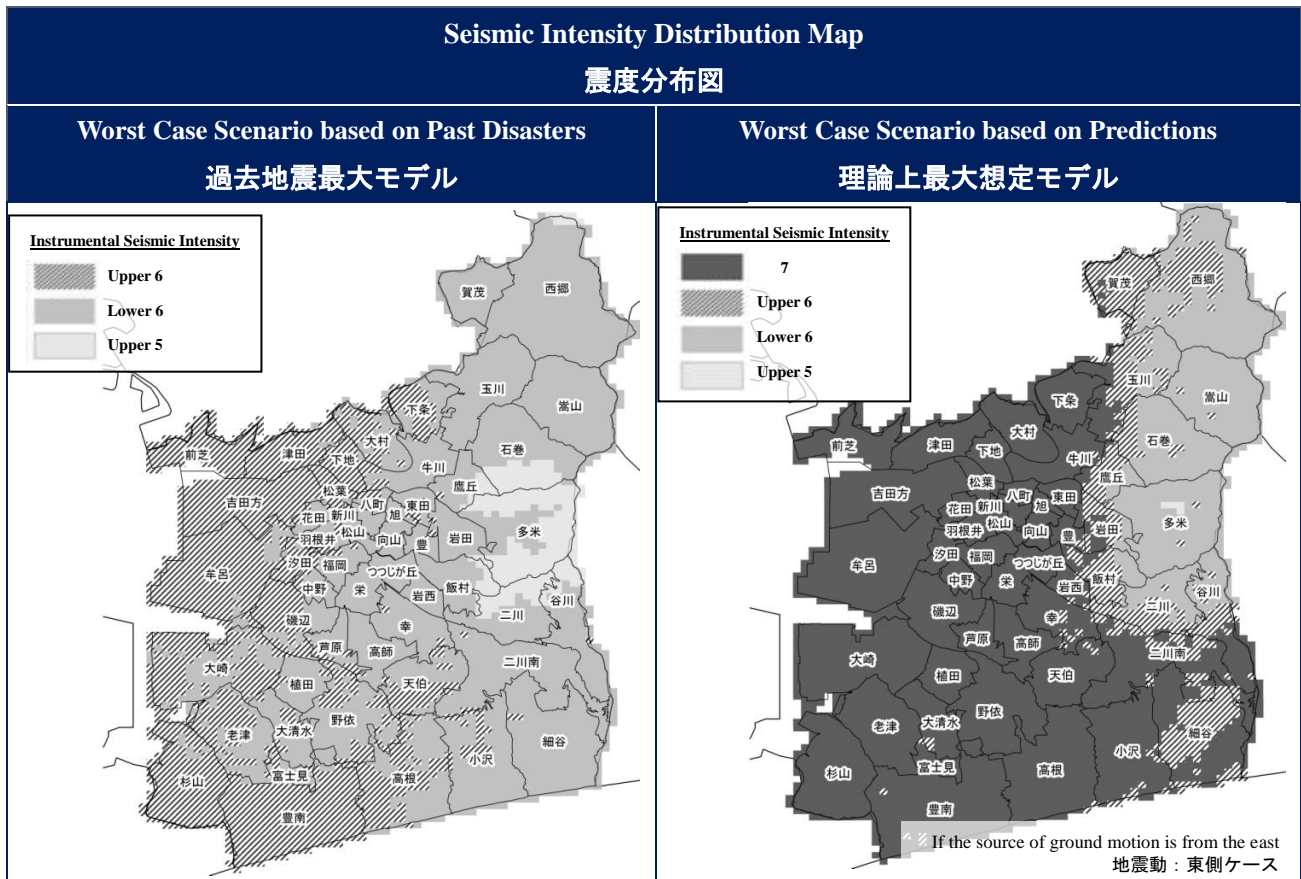 Seismic Intensity Distribution Map
震度分布図
Worst Case Scenario based on Past Disasters
過去地震最大モデル
Worst Case Scenario based on Predictions
理論上最大想定モデル
Instrumental Seismic Intensity
Upper 6
Lower 6
Upper 5
賀茂
西郷
玉川
嵩山
下条
石巻
大村
津田
前芝
下地
牛川
鷹丘
吉田方
松葉
八町
東田
花田
新川
旭
多米
羽根井
松山
向山
豊
岩田
牟呂
汐田
福岡
つつじが丘
中野
栄
岩西
飯村
二川
谷川
磯辺
幸
芦原
高師
二川南
大崎
植田
天伯
老津
大清水
野依
細谷
小沢
杉山
富士見
高根
豊南
Instrumental Seismic Intensity
7
Upper 6
Lower 6
Upper 5
賀茂
西郷
玉川
嵩山
下条
石巻
大村
前芝
津田
下地
牛川
鷹丘
吉田方
松葉
八町
東田
花田
新川
旭
多米
羽根井
松山
向山
豊
岩田
牟呂
汐田
福岡
つつじが丘
中野
栄
岩西
飯村
二川
谷川
磯辺
幸
芦原
高師
二川南
大崎
植田
天伯
老津
大清水
野依
細谷
小沢
杉山
富士見
高根
豊南
If the source of ground motion is from the east
地震動：東側ケース